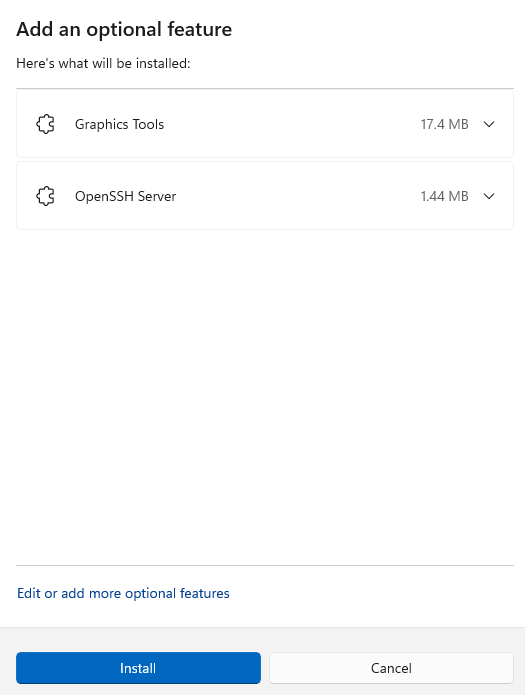 Add an optional feature
Here's what will be installed:
Graphics Tools 17.4 MB
OpenSSH Server 1.44 MB
Edit or add more optional features
Install Cancel